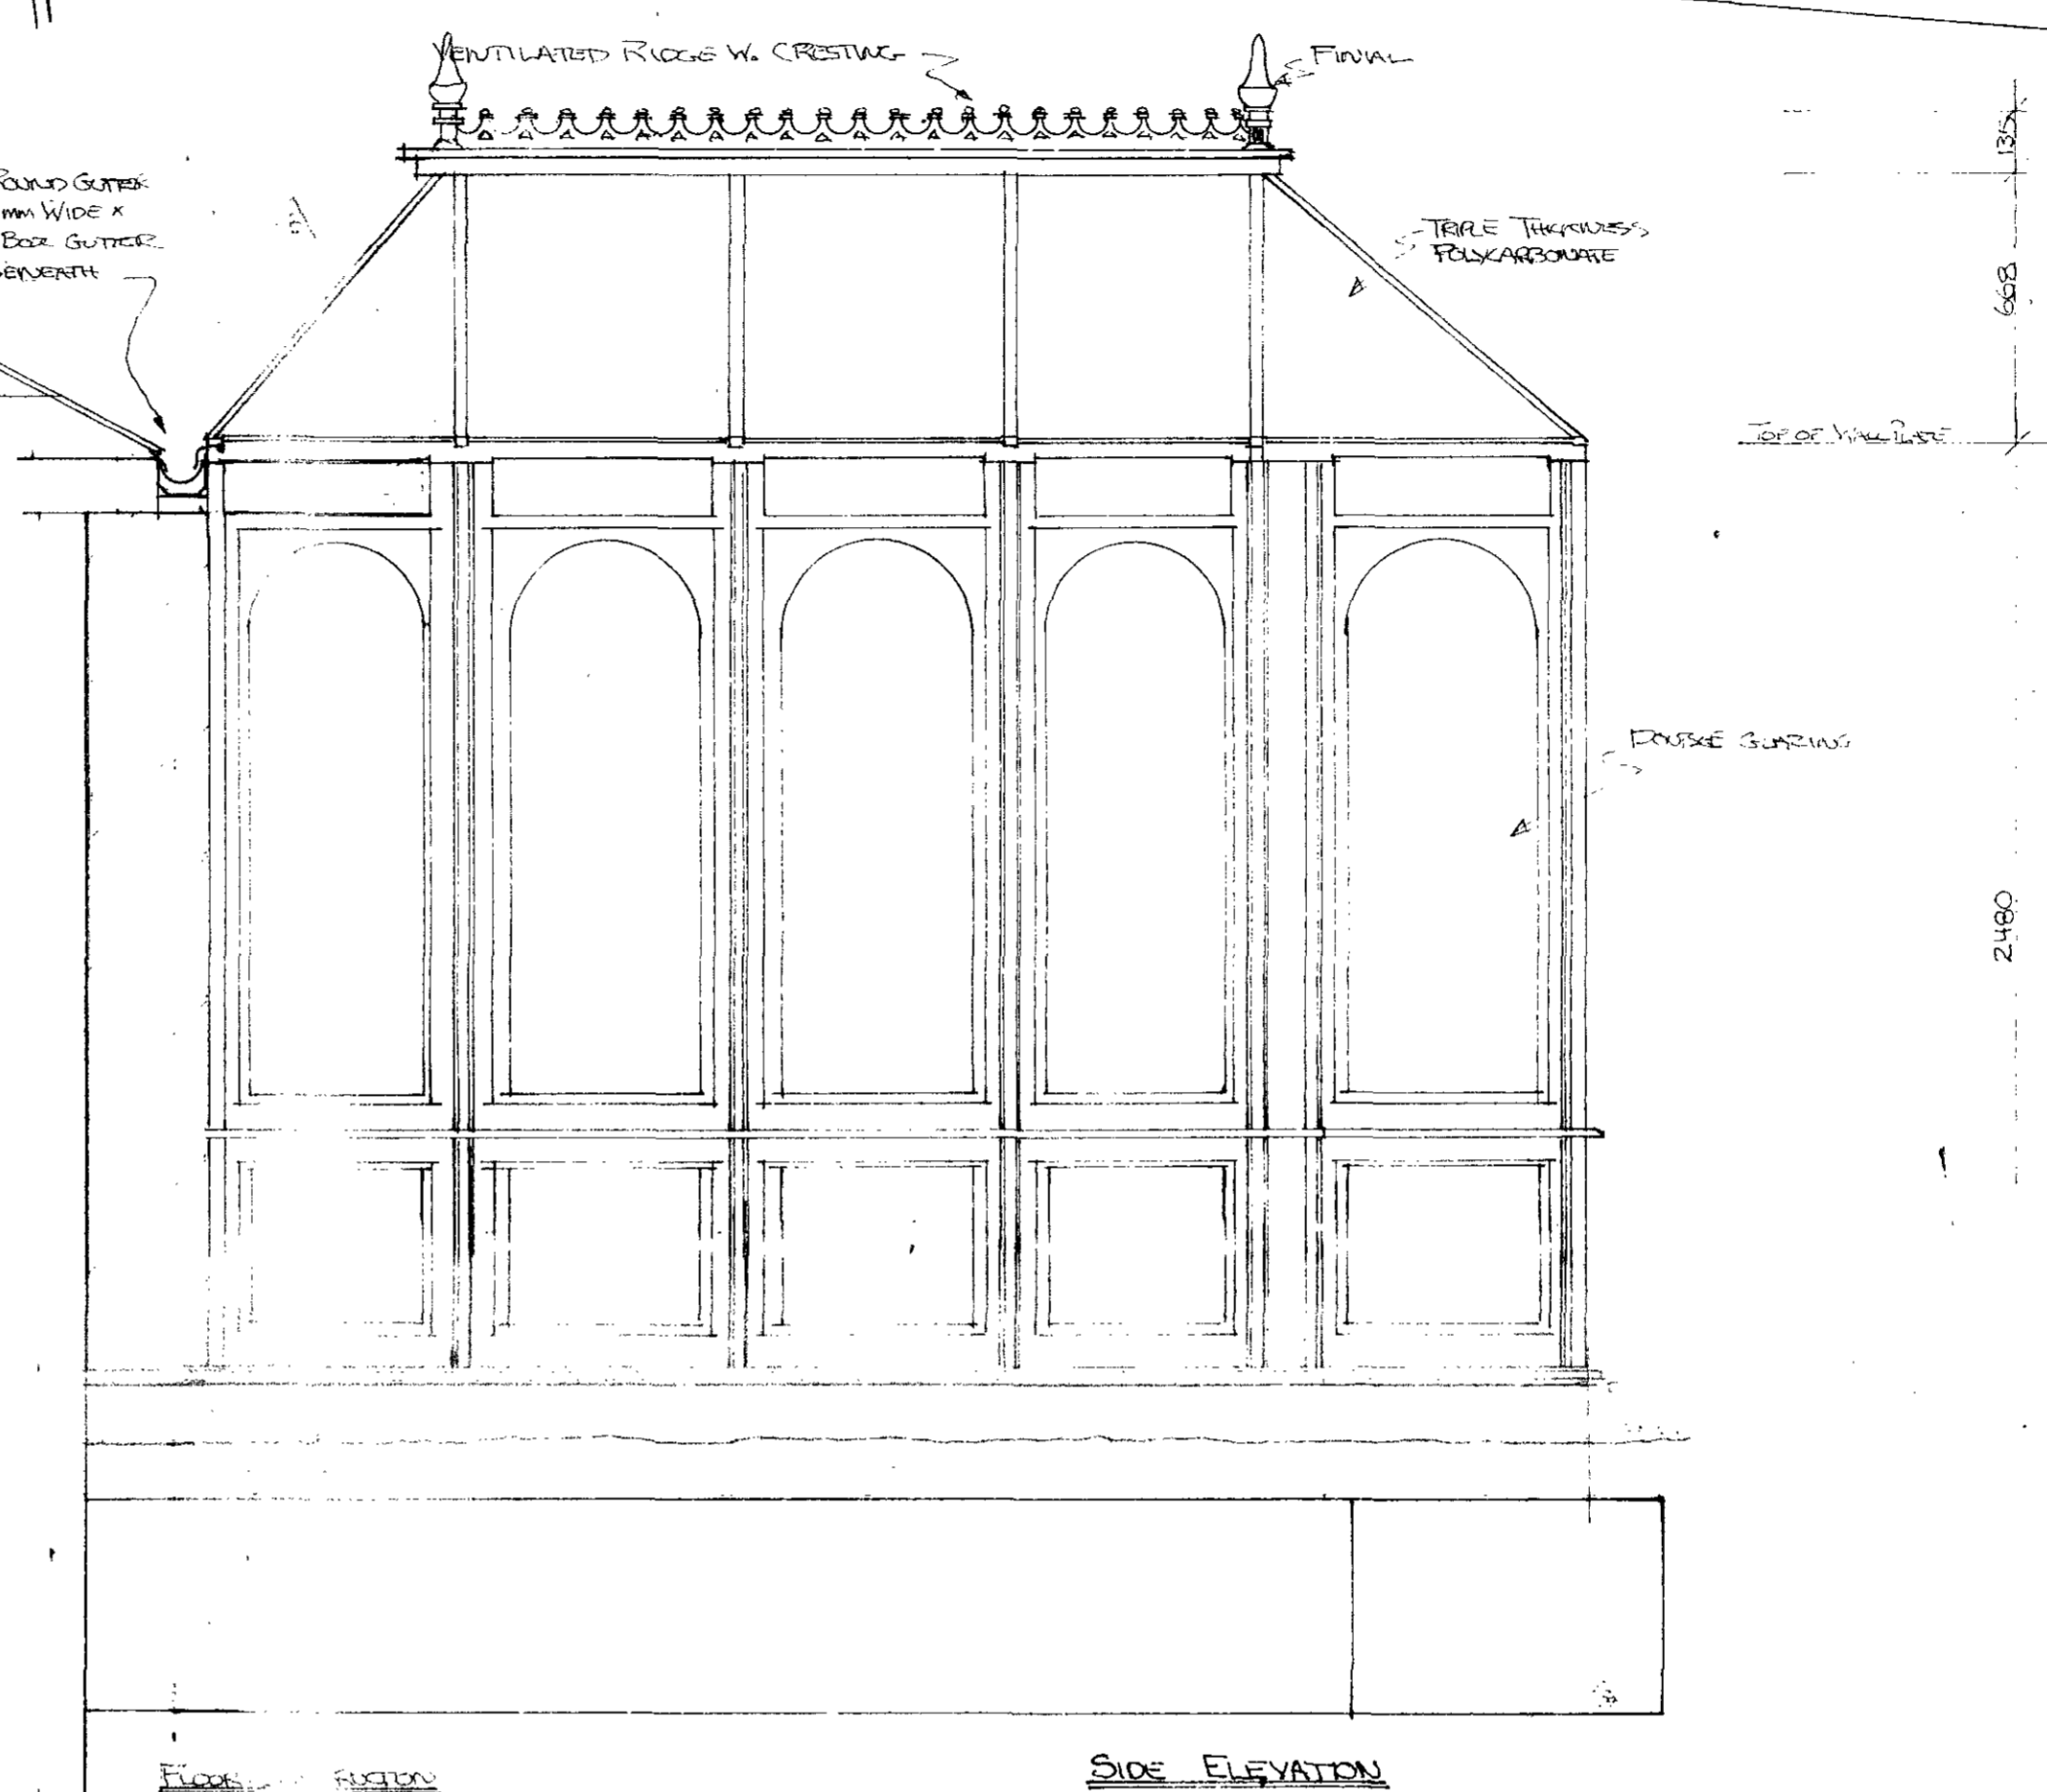 VENTILATED RIDGE W. CRESTING
FINIAL
135
ROUND GUTTER
mm WIDE x
BOX GUTTER
BENEATH
TRIPLE THICKNESS
POLYCARBONATE
668
TOP OF WALL PLATE
DOUBLE GLAZING
2480
FLOOR
SIDE ELEVATION